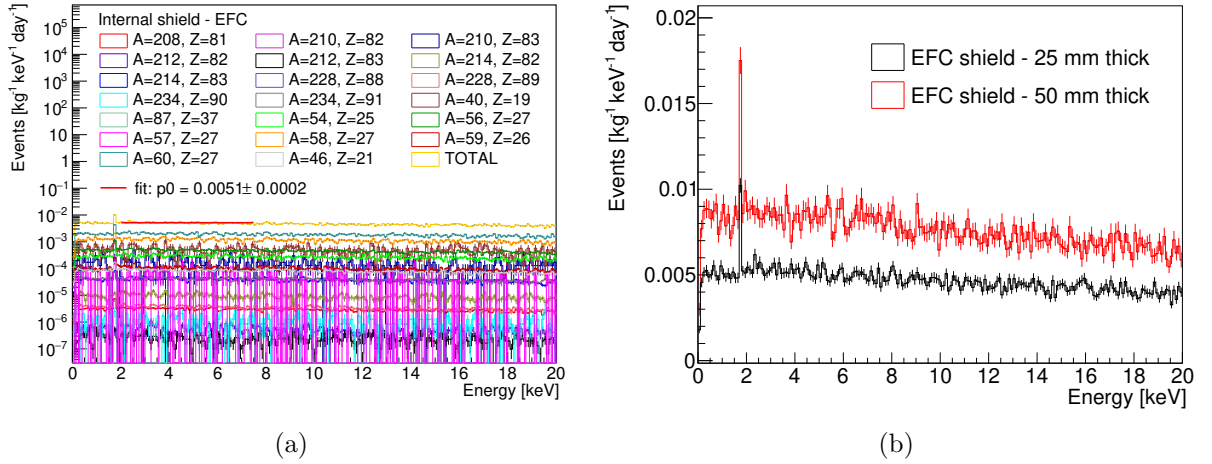 Internal shield - EFC
A=208, Z=81 A=210, Z=82 A=210, Z=83
A=212, Z=82 A=212, Z=83 A=214, Z=82
A=214, Z=83 A=228, Z=88 A=228, Z=89
A=234, Z=90 A=234, Z=91 A=40, Z=19
A=87, Z=37 A=54, Z=25 A=56, Z=27
A=57, Z=27 A=58, Z=27 A=59, Z=26
A=60, Z=27 A=46, Z=21 TOTAL
fit: p0 = 0.0051± 0.0002
Events [kg⁻¹ keV⁻¹ day⁻¹]
10⁵
10⁴
10³
10²
10
1
10⁻¹
10⁻²
10⁻³
10⁻⁴
10⁻⁵
10⁻⁶
10⁻⁷
0 2 4 6 8 10 12 14 16 18 20
Energy [keV]
(a)
EFC shield - 25 mm thick
EFC shield - 50 mm thick
Events [kg⁻¹ keV⁻¹ day⁻¹]
0.02
0.015
0.01
0.005
0
0 2 4 6 8 10 12 14 16 18 20
Energy [keV]
(b)